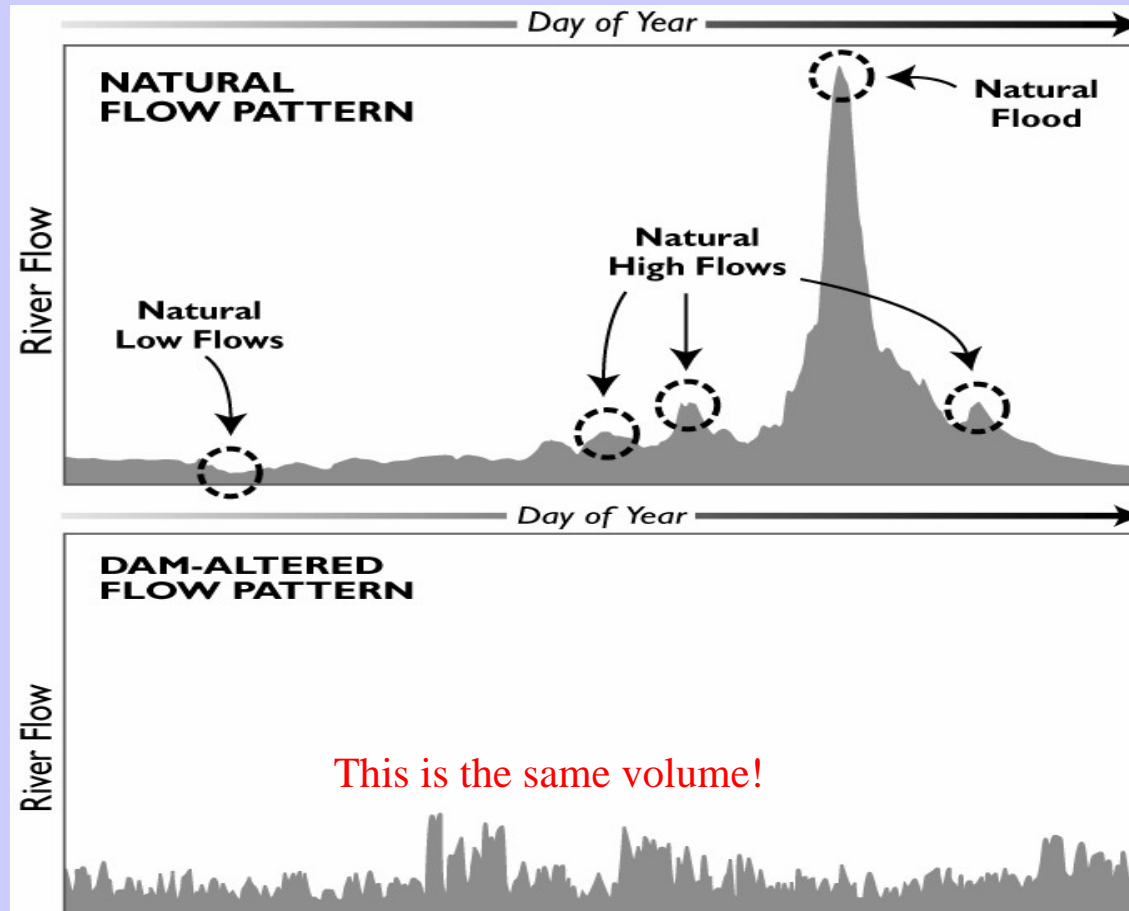 Day of Year
NATURAL
FLOW PATTERN
Natural
Flood
Natural
High Flows
Natural
Low Flows
River Flow
Day of Year
DAM-ALTERED
FLOW PATTERN
This is the same volume!
River Flow